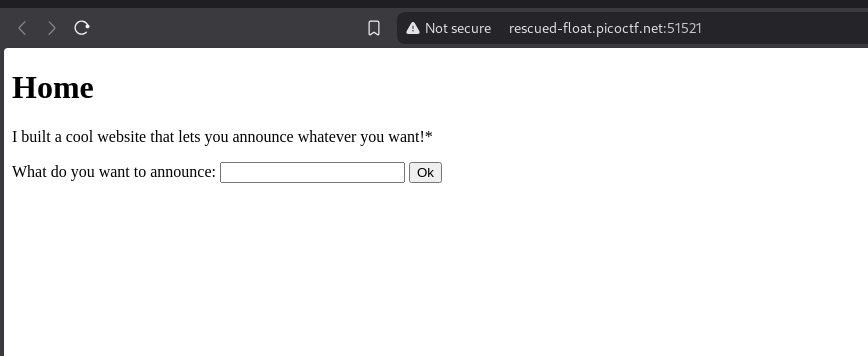 Not secure rescued-float.picoctf.net:51521
Home
I built a cool website that lets you announce whatever you want!*
What do you want to announce: Ok